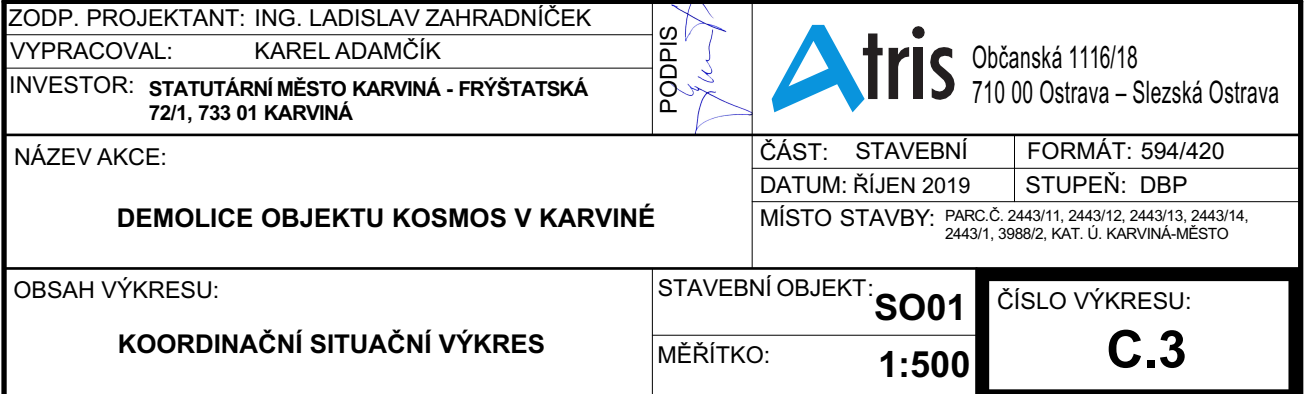 ZODP. PROJEKTANT: ING. LADISLAV ZAHRADNÍČEK
VYPRACOVAL: KAREL ADAMČÍK
INVESTOR: STATUTÁRNÍ MĚSTO KARVINÁ - FRÝŠTATSKÁ
72/1, 733 01 KARVINÁ
PODPIS
Atris
Občanská 1116/18
710 00 Ostrava – Slezská Ostrava
NÁZEV AKCE:
DEMOLICE OBJEKTU KOSMOS V KARVINÉ
ČÁST: STAVEBNÍ
FORMÁT: 594/420
DATUM: ŘÍJEN 2019
STUPEŇ: DBP
MÍSTO STAVBY: PARC.Č. 2443/11, 2443/12, 2443/13, 2443/14,
2443/1, 3988/2, KAT. Ú. KARVINÁ-MĚSTO
OBSAH VÝKRESU:
KOORDINAČNÍ SITUAČNÍ VÝKRES
STAVEBNÍ OBJEKT: SO01
MĚŘÍTKO: 1:500
ČÍSLO VÝKRESU:
C.3